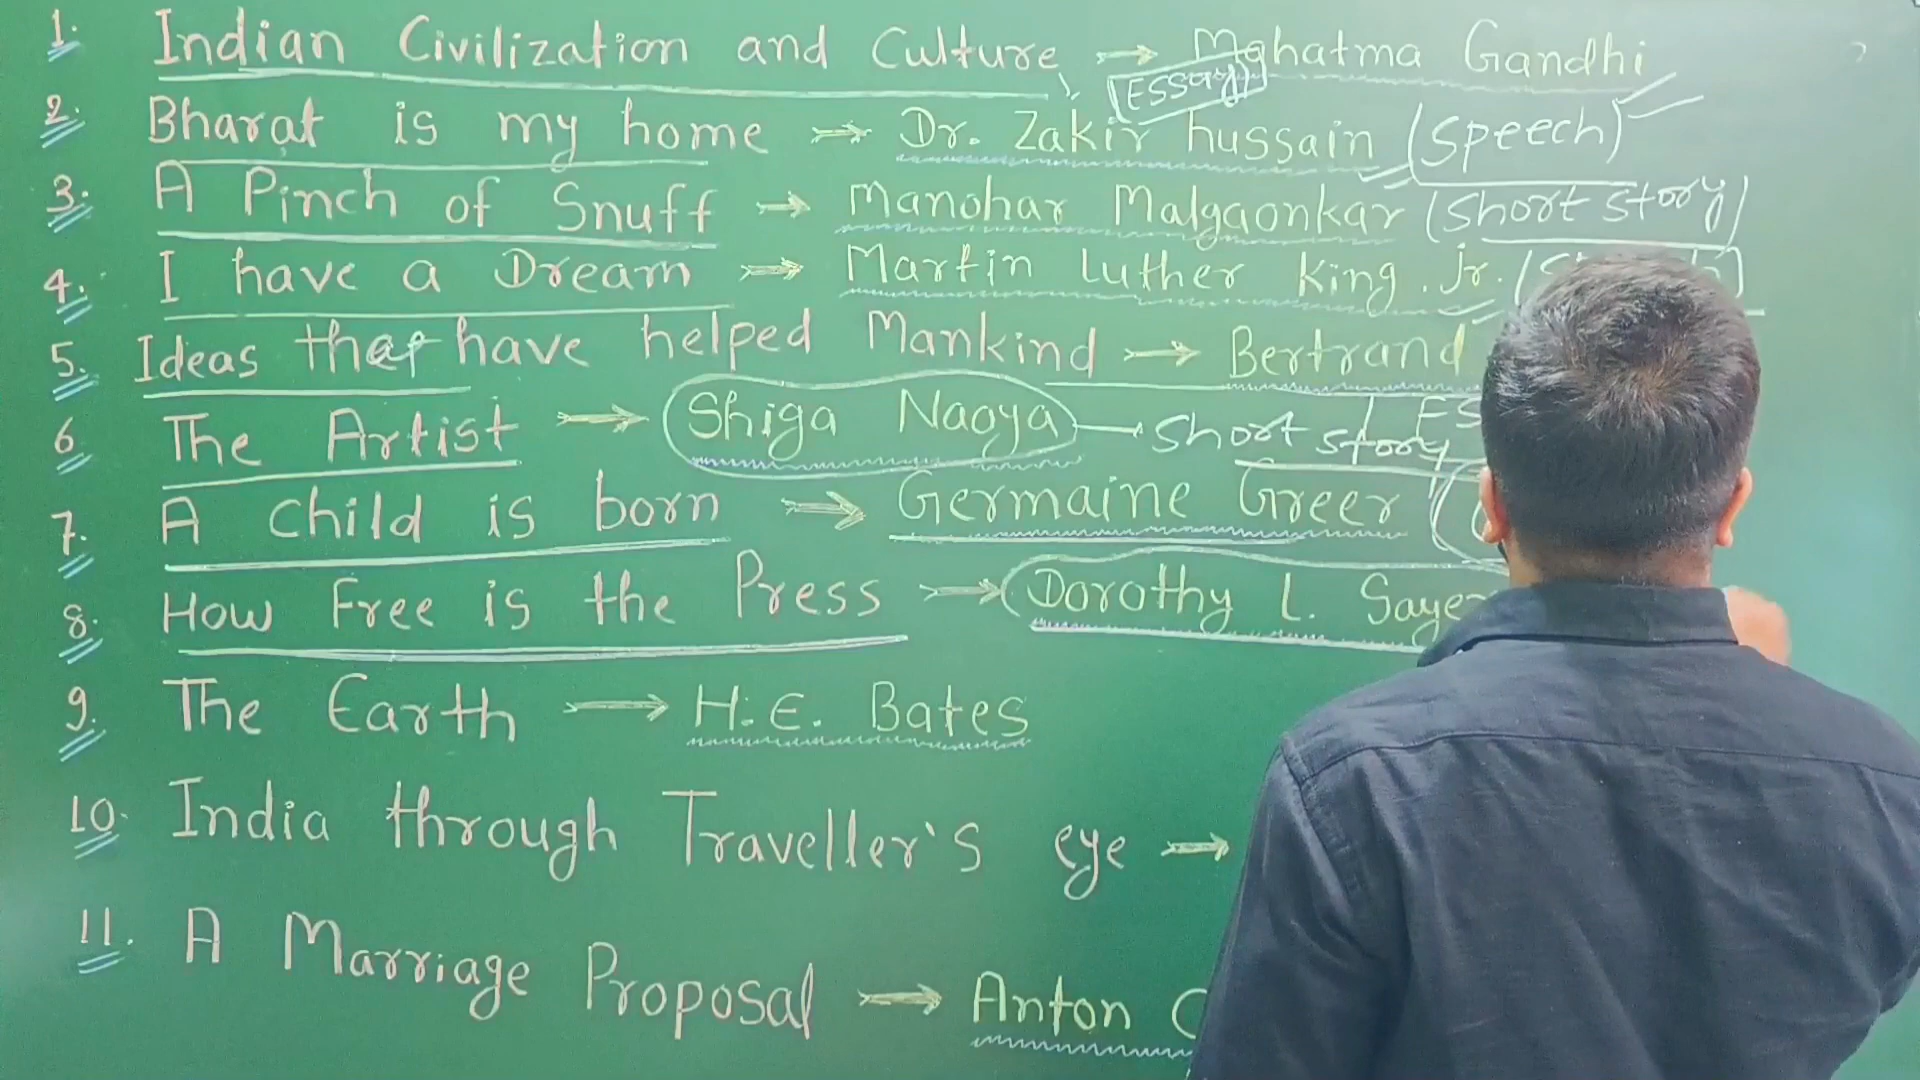 1. Indian Civilization and Culture → Mahatma Gandhi
(Essay)
2. Bharat is my home → Dr. Zakir hussain (Speech)
3. A Pinch of Snuff → Manohar Malgaonkar (Short story)
4. I have a Dream → Martin Luther King .Jr.
5. Ideas that have helped Mankind → Bertrand
6 The Artist → Shiga Naoya → Short story
7. A child is born → Germaine Greer
8. How Free is the Press → Dorothy L. Saye
9. The Earth → H.E. Bates
10. India through Traveller's eye →
11. A Marriage Proposal → Anton C